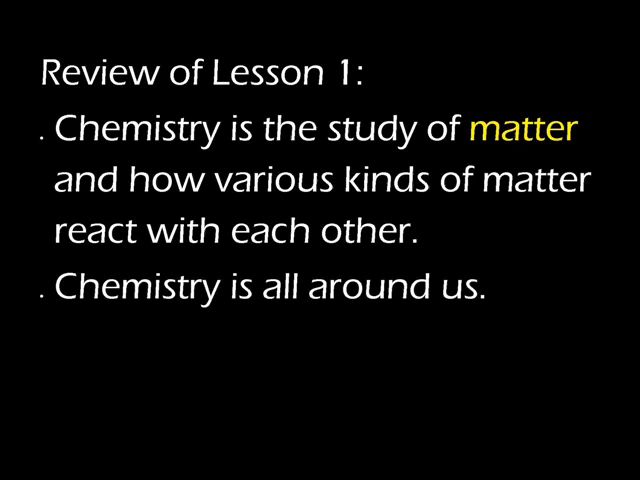 Review of Lesson 1:
. Chemistry is the study of matter
and how various kinds of matter
react with each other.
. Chemistry is all around us.